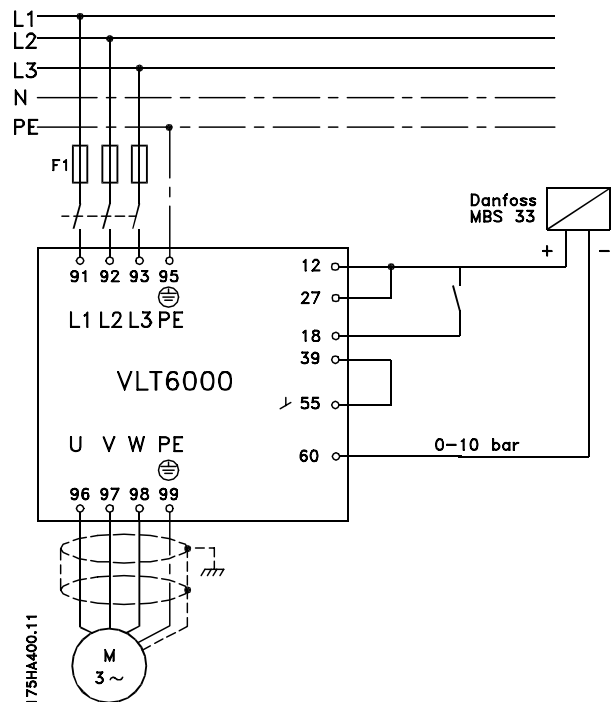 L1
L2
L3
N
PE
F1
Danfoss
MBS 33
+ −
91 92 93 95
L1 L2 L3 PE
12
27
18
39
55
60
VLT6000
0−10 bar
U V W PE
96 97 98 99
M
3~
175HA400.11